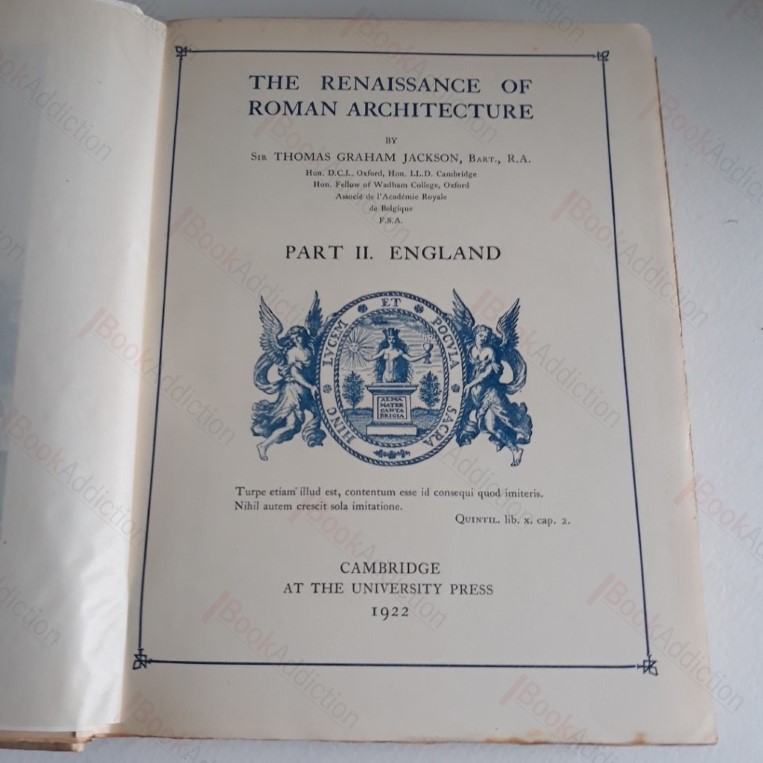 THE RENAISSANCE OF
ROMAN ARCHITECTURE
BY
SIR THOMAS GRAHAM JACKSON, BART., R.A.
Hon. D.C.L. Oxford, Hon. LL.D. Cambridge
Hon. Fellow of Wadham College, Oxford
Associé de l'Académie Royale
de Belgique
F.S.A.
PART II. ENGLAND
HINC LVCEM ET POCVLA SACRA
ALMA
MATER
CANTA
BRIGIA
Turpe etiam illud est, contentum esse id consequi quod imiteris.
Nihil autem crescit sola imitatione.
QUINTIL. lib. x. cap. 2.
CAMBRIDGE
AT THE UNIVERSITY PRESS
1922
BookAddiction